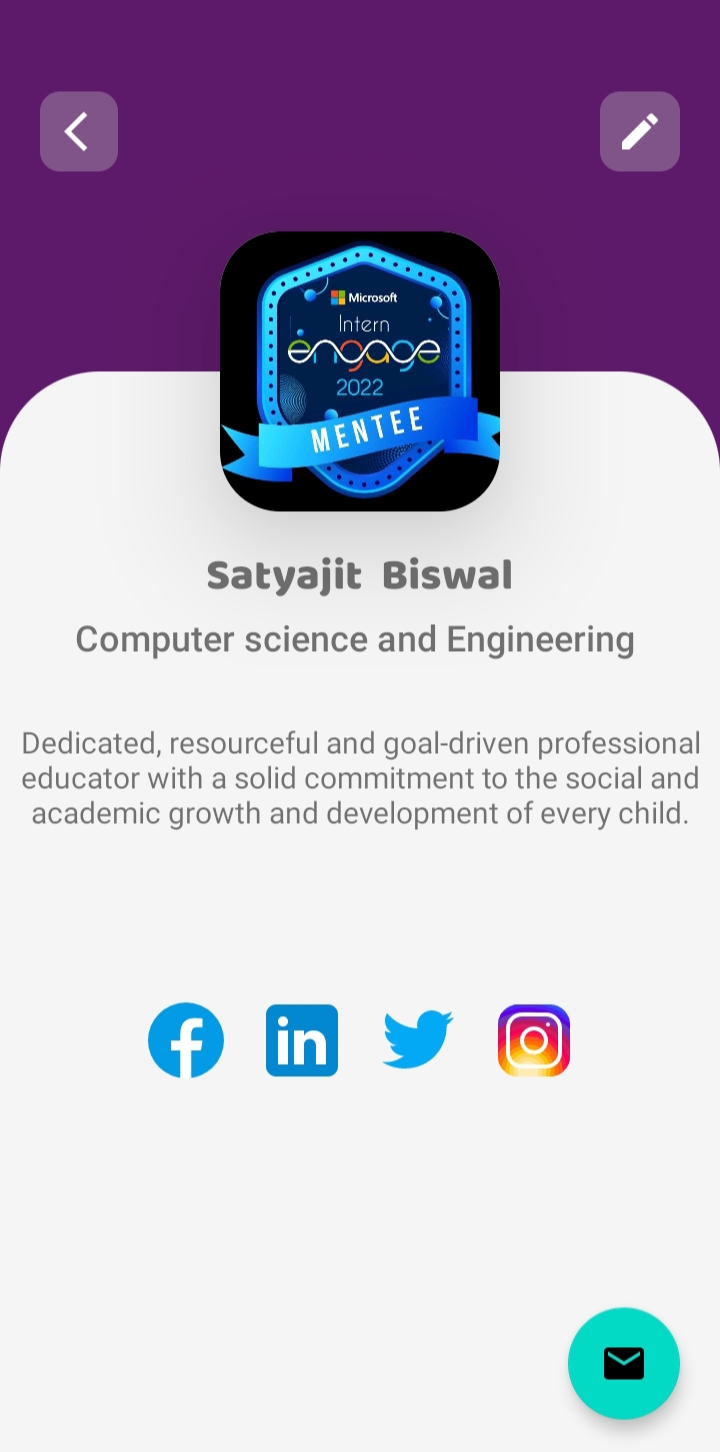 Microsoft
Intern
engage
2022
MENTEE
Satyajit Biswal
Computer science and Engineering
Dedicated, resourceful and goal-driven professional
educator with a solid commitment to the social and
academic growth and development of every child.
in